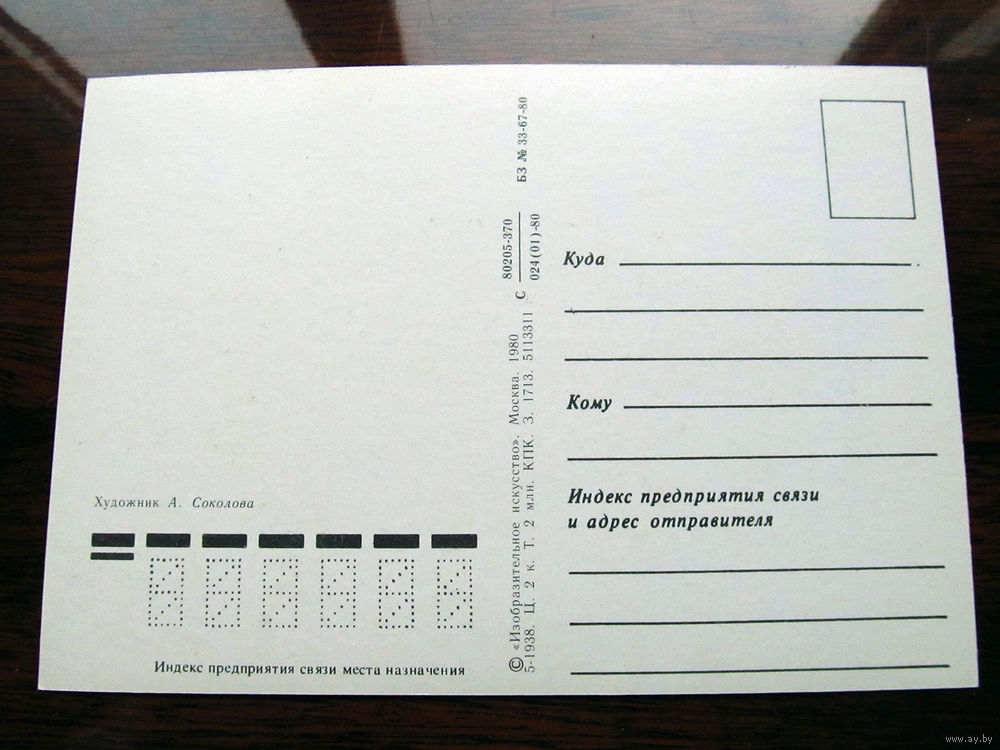 Художник А. Соколова
Индекс предприятия связи места назначения
© «Изобразительное искусство». Москва. 1980
5-1938. Ц. 2 к. Т. 2 млн. КПК. З. 1713. 5113311
С
80205-370
024(01)-80
БЗ № 33-67-80
Куда
Кому
Индекс предприятия связи
и адрес отправителя
www.ay.by